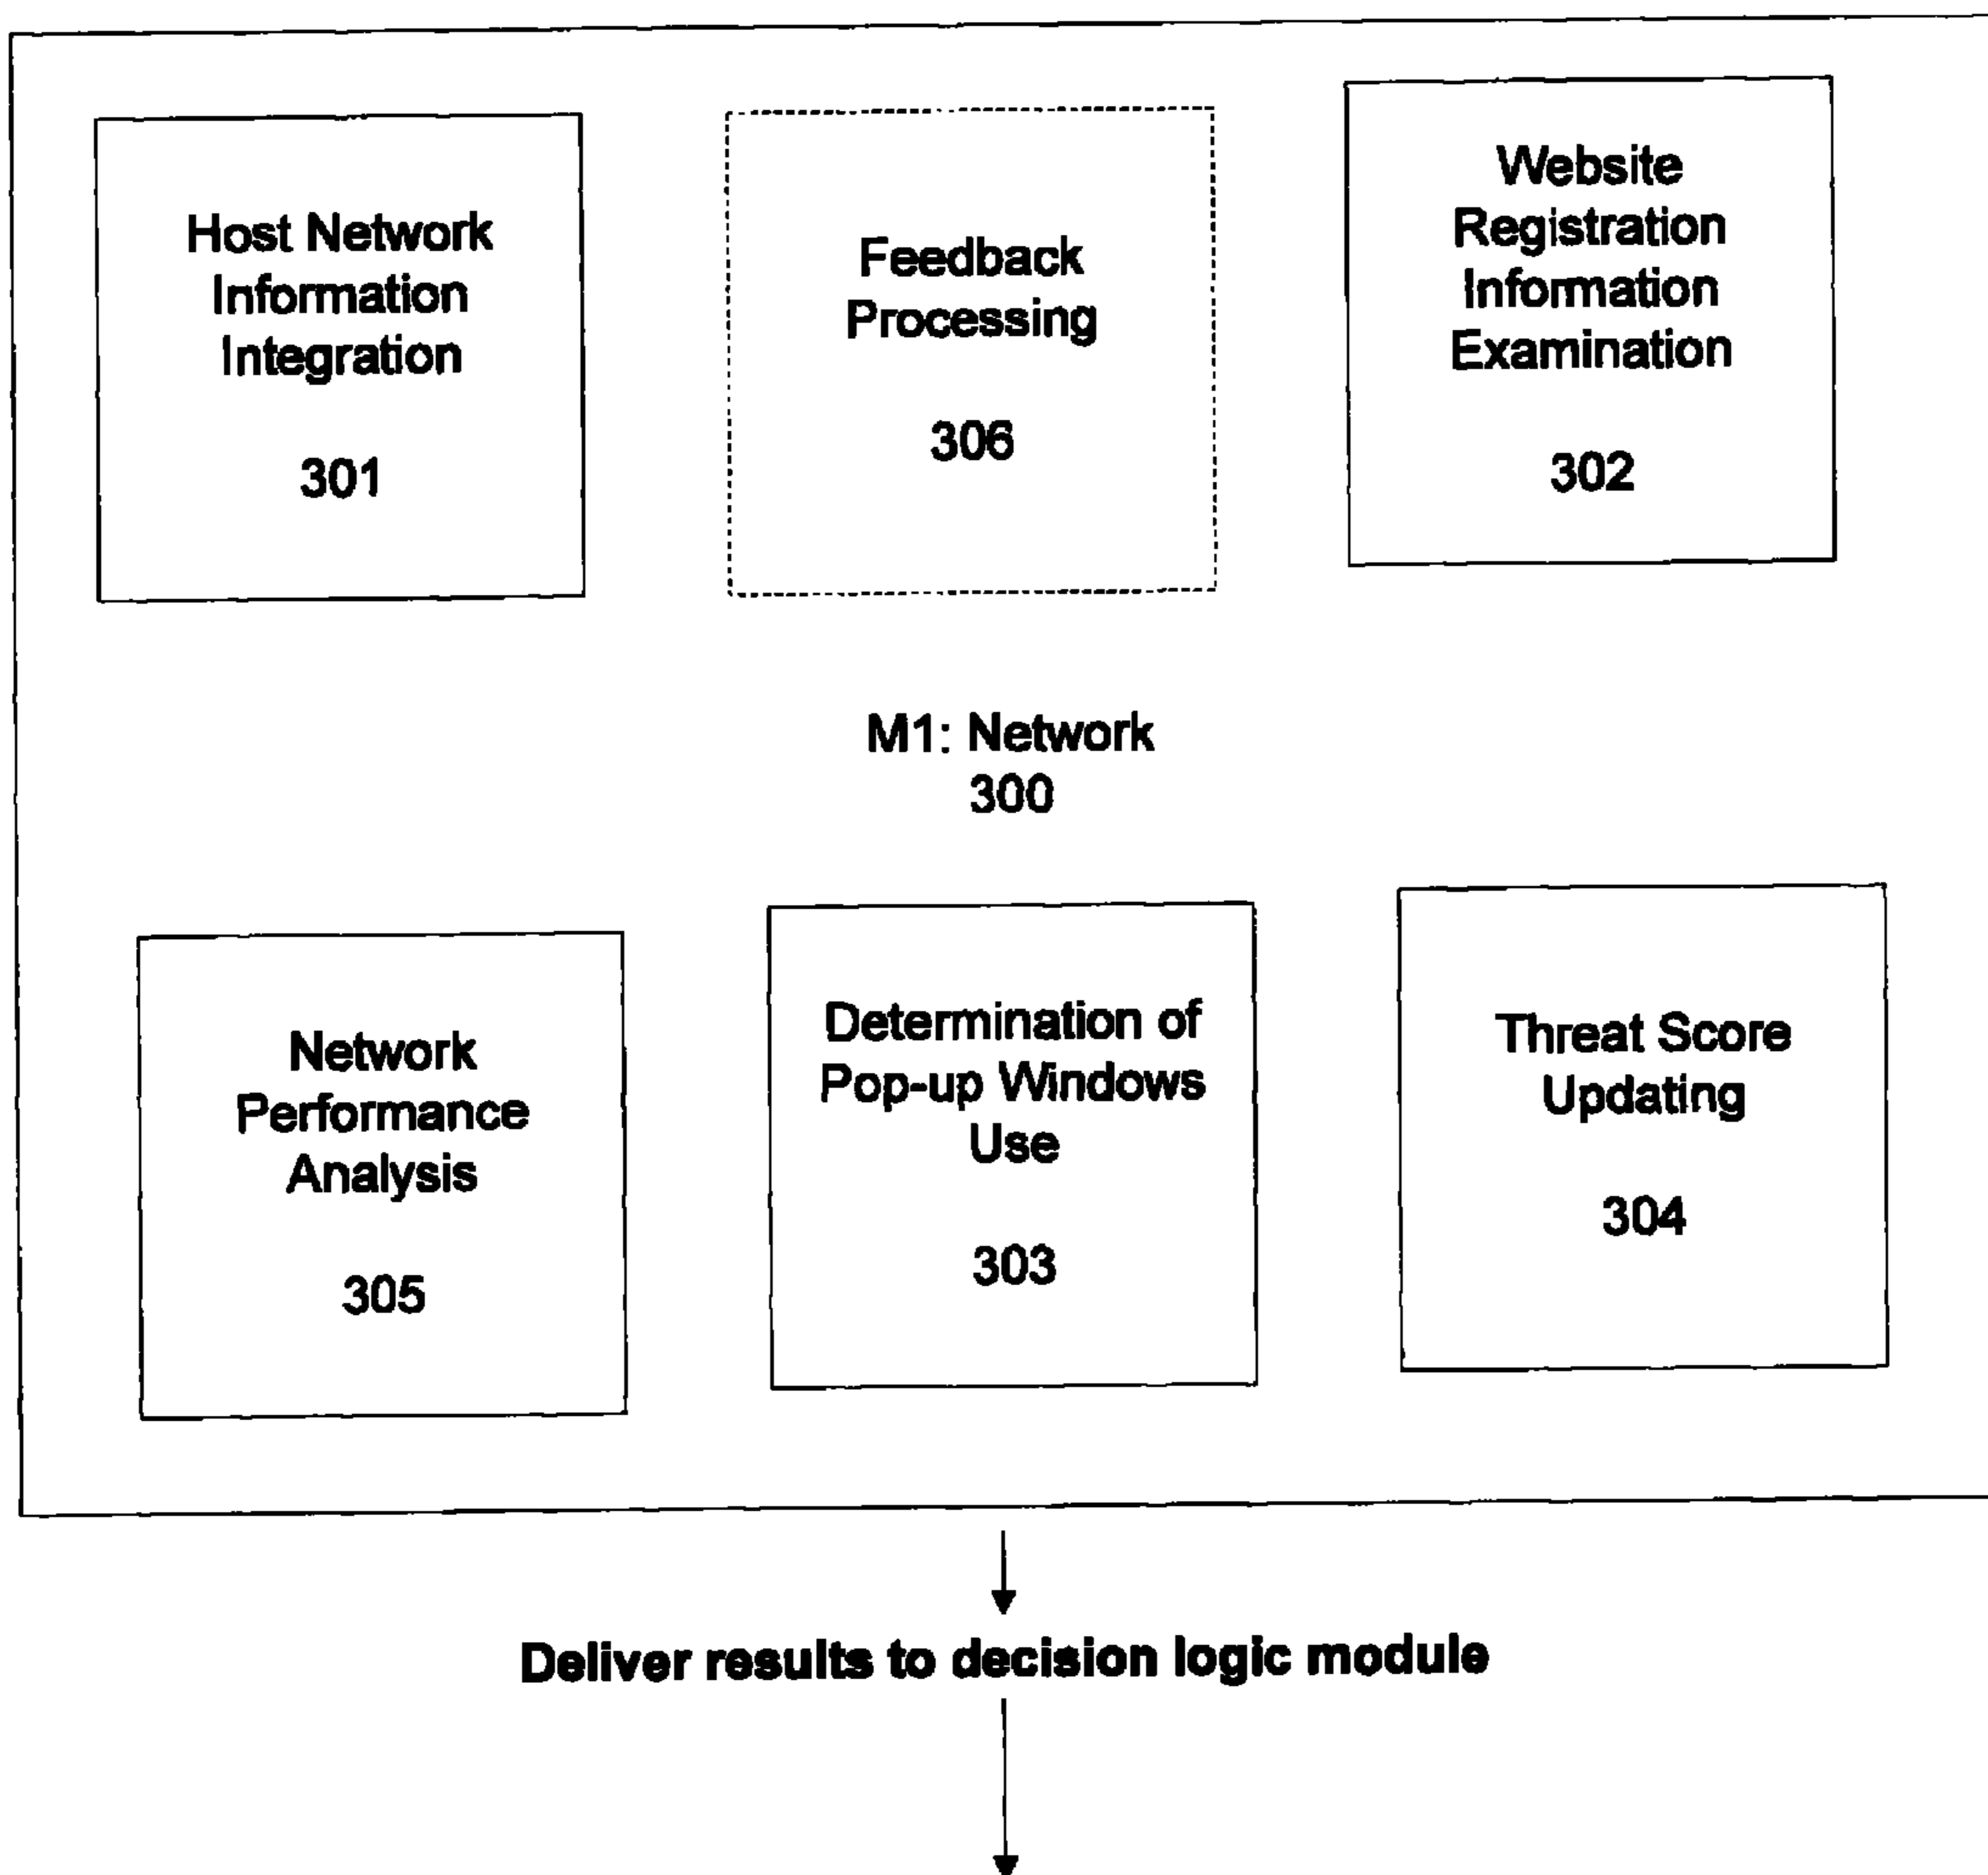 Host Network
Information
Integration
301
Feedback
Processing
306
Website
Registration
Information
Examination
302
M1: Network
300
Network
Performance
Analysis
305
Determination of
Pop-up Windows
Use
303
Threat Score
Updating
304
Deliver results to decision logic module